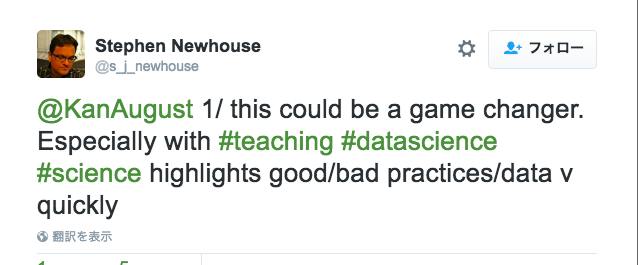 Stephen Newhouse
@s_j_newhouse
フォロー
@KanAugust 1/ this could be a game changer.
Especially with #teaching #datascience
#science highlights good/bad practices/data v
quickly
翻訳を表示